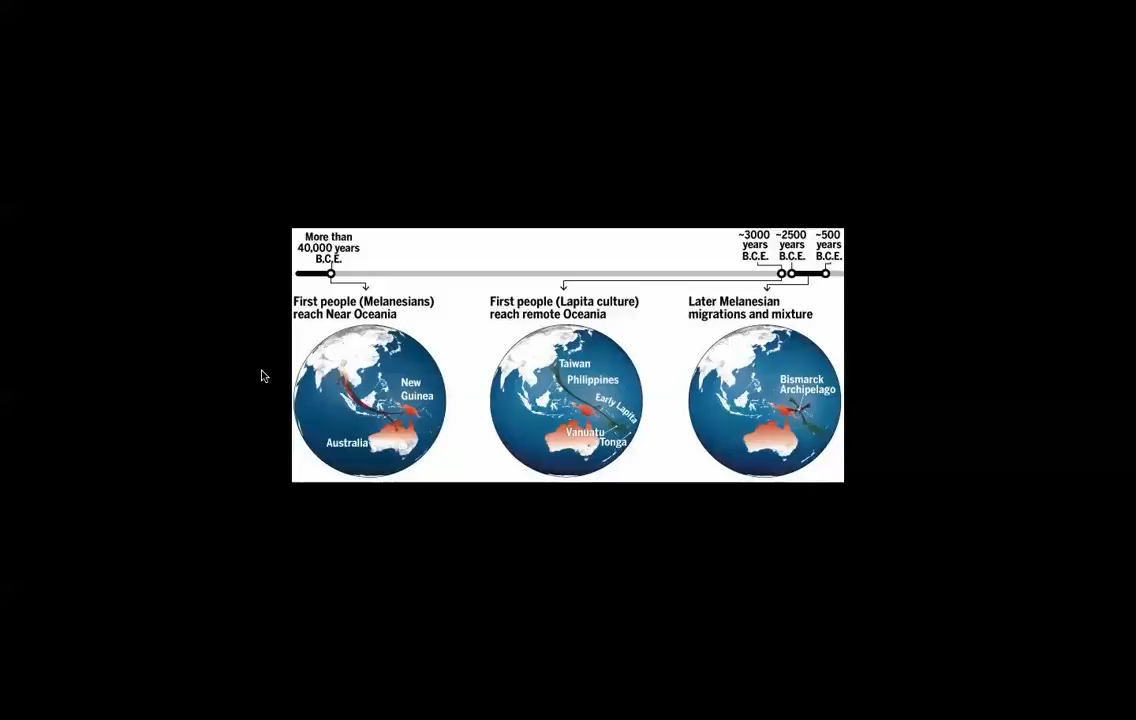 More than
40,000 years
B.C.E.
~3000
years
B.C.E.
~2500
years
B.C.E.
~500
years
B.C.E.
First people (Melanesians)
reach Near Oceania
First people (Lapita culture)
reach remote Oceania
Later Melanesian
migrations and mixture
New
Guinea
Australia
Taiwan
Philippines
Early Lapita
Vanuatu
Tonga
Bismarck
Archipelago